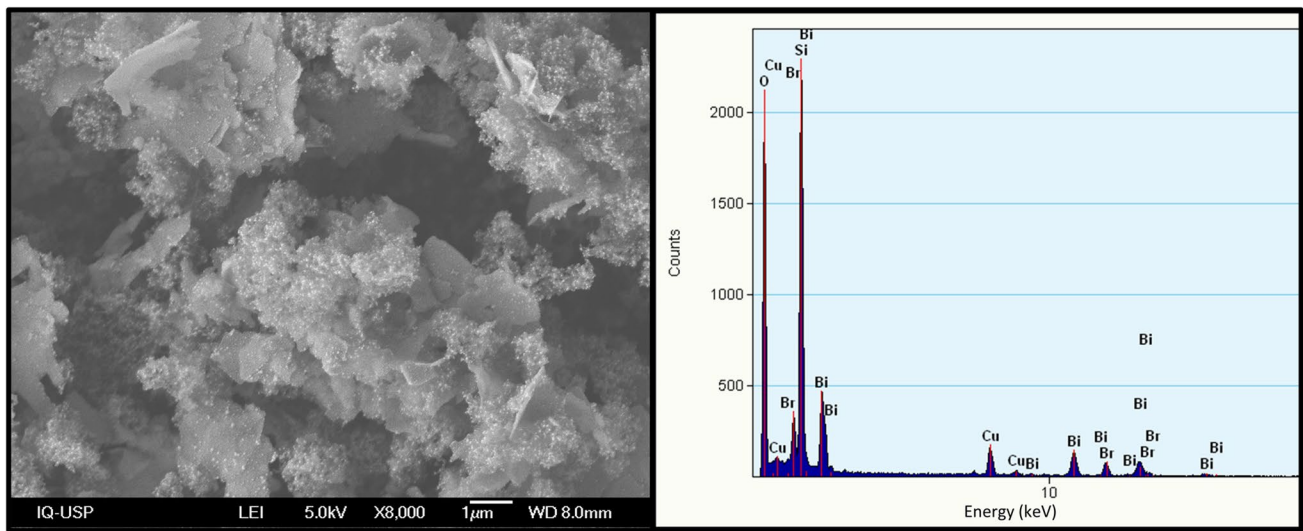 IQ-USP LEI 5.0kV X8,000 1µm WD 8.0mm
Bi
Si
Cu
Br
O
2000
1500
1000
500
Counts
Br
Cu
Bi
Bi
Cu
Cu
Bi
Bi
Bi
Br
Bi
Bi
Bi
Br
Br
Bi
Bi
10
Energy (keV)